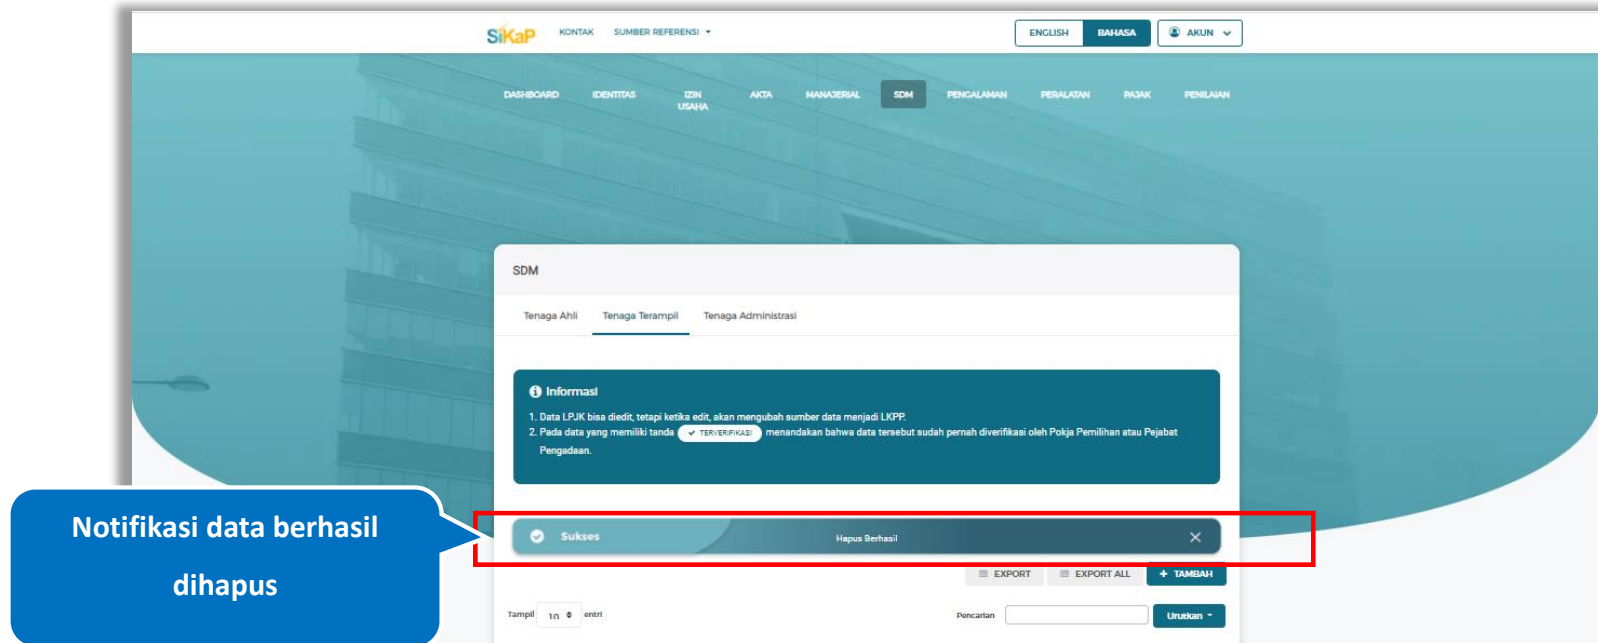 SiKaP KONTAK SUMBER REFERENSI ENGLISH BAHASA AKUN
DASHBOARD IDENTITAS IZIN USAHA AKTA MANAJERIAL SDM PENGALAMAN PERALATAN PAJAK PENILAIAN
SDM
Tenaga Ahli Tenaga Terampil Tenaga Administrasi
Informasi
1. Data LPJK bisa diedit, tetapi ketika edit, akan mengubah sumber data menjadi LKPP.
2. Pada data yang memiliki tanda TERVERIFIKASI menandakan bahwa data tersebut sudah pernah diverifikasi oleh Pokja Pemilihan atau Pejabat
Pengadaan.
Notifikasi data berhasil
dihapus
Sukses Hapus Berhasil
EXPORT EXPORT ALL + TAMBAH
Tampil 10 entri Pencarian Urutkan